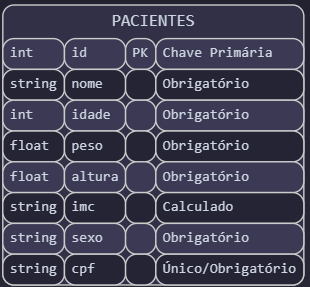 PACIENTES
int id PK Chave Primária
string nome Obrigatório
int idade Obrigatório
float peso Obrigatório
float altura Obrigatório
string imc Calculado
string sexo Obrigatório
string cpf Único/Obrigatório